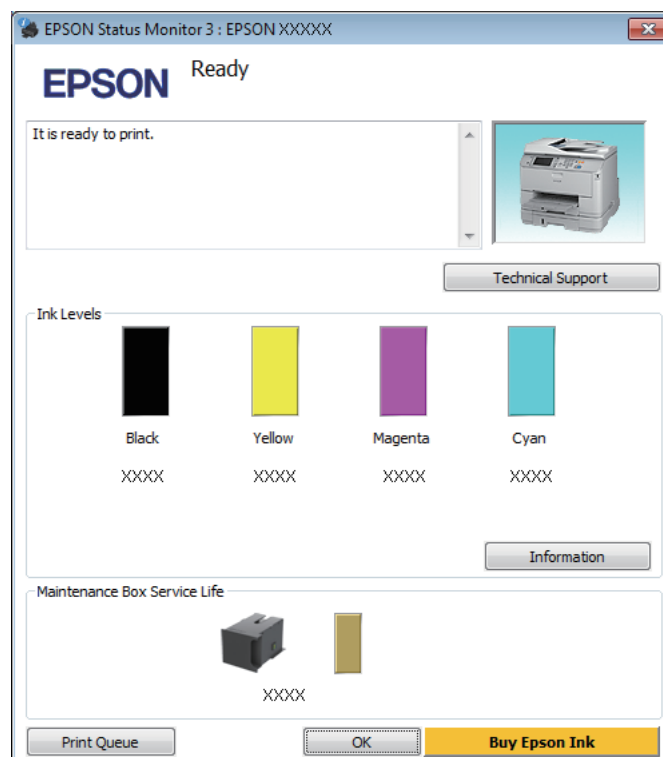 EPSON Status Monitor 3 : EPSON XXXXX
EPSON
Ready
It is ready to print.
Technical Support
Ink Levels
Black Yellow Magenta Cyan
XXXX XXXX XXXX XXXX
Information
Maintenance Box Service Life
XXXX
Print Queue OK Buy Epson Ink